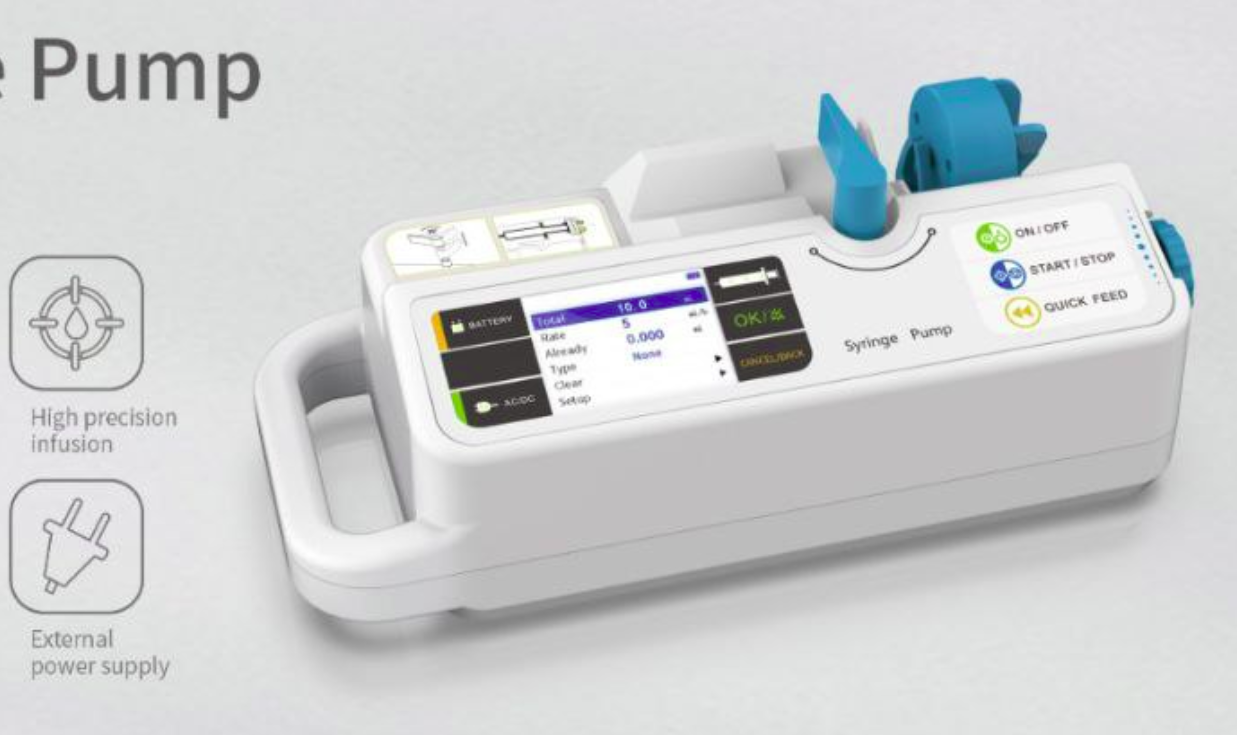 e Pump
High precision
infusion
External
power supply
BATTERY
AC/DC
Total 10.0
Rate 5
Already 0.000
Type None
Clear
Setup
OK/
CANCEL/BACK
Syringe Pump
ON / OFF
START / STOP
QUICK FEED